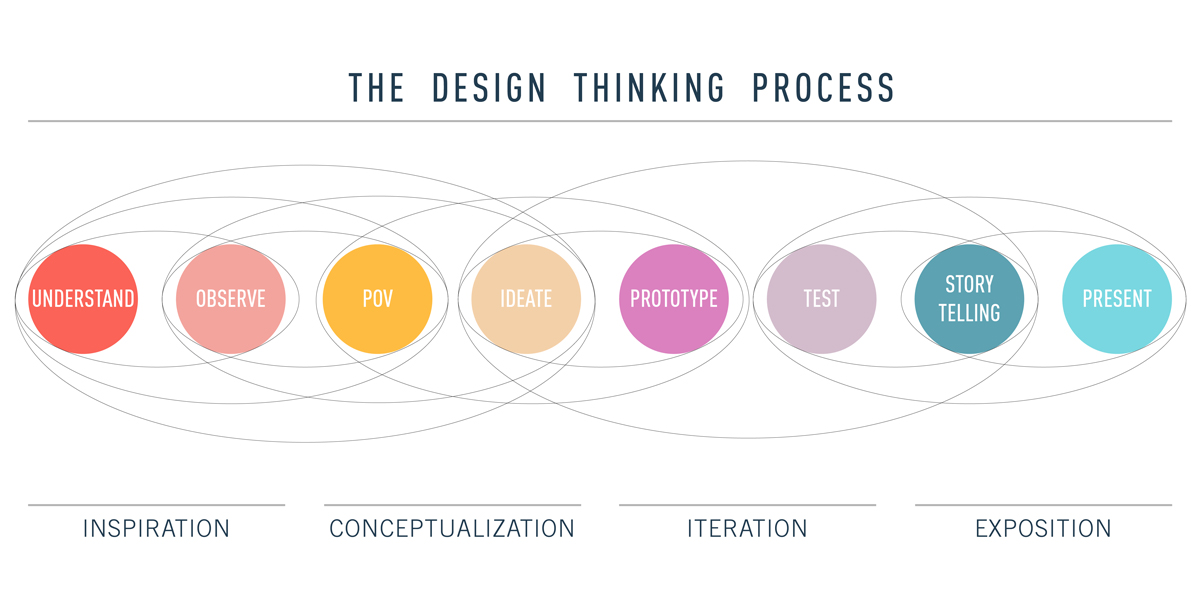 THE DESIGN THINKING PROCESS
UNDERSTAND
OBSERVE
POV
IDEATE
PROTOTYPE
TEST
STORY
TELLING
PRESENT
INSPIRATION
CONCEPTUALIZATION
ITERATION
EXPOSITION